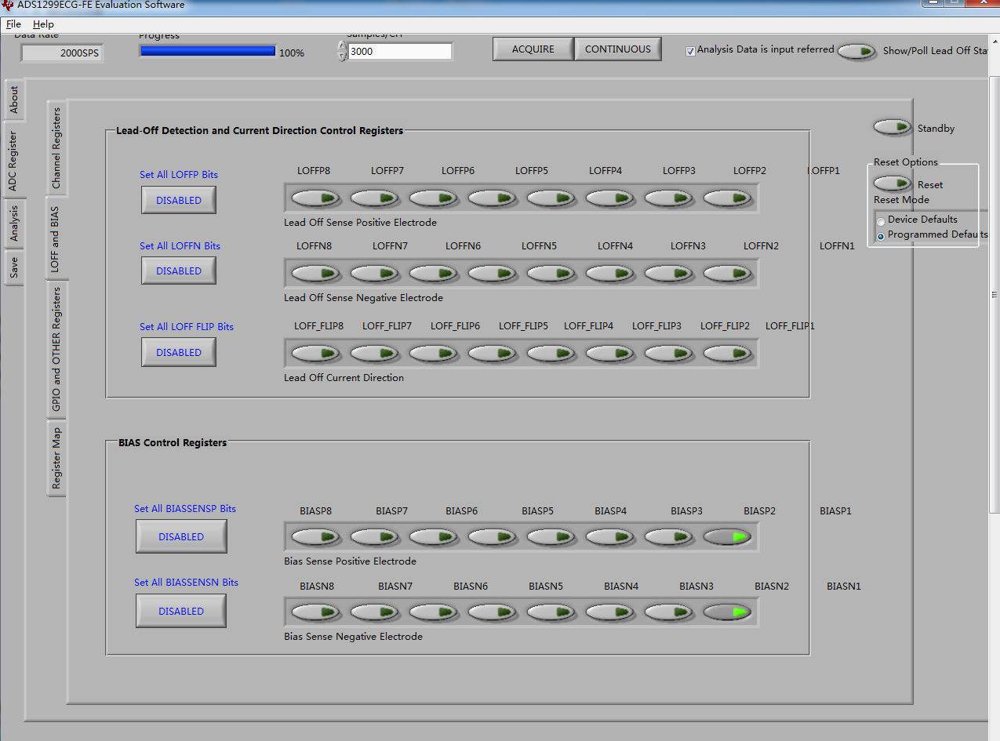 ADS1299ECG-FE Evaluation Software
File Help
Data Rate
Progress
Samples/CH
2000SPS
100%
3000
ACQUIRE
CONTINUOUS
Analysis Data is input referred
Show/Poll Lead Off Sta
About
ADC Register
Analysis
Save
Channel Registers
LOFF and BIAS
GPIO and OTHER Registers
Register Map
Lead-Off Detection and Current Direction Control Registers
Set All LOFFP Bits
DISABLED
LOFFP8 LOFFP7 LOFFP6 LOFFP5 LOFFP4 LOFFP3 LOFFP2 LOFFP1
Lead Off Sense Positive Electrode
Set All LOFFN Bits
DISABLED
LOFFN8 LOFFN7 LOFFN6 LOFFN5 LOFFN4 LOFFN3 LOFFN2 LOFFN1
Lead Off Sense Negative Electrode
Set All LOFF FLIP Bits
DISABLED
LOFF_FLIP8 LOFF_FLIP7 LOFF_FLIP6 LOFF_FLIP5 LOFF_FLIP4 LOFF_FLIP3 LOFF_FLIP2 LOFF_FLIP1
Lead Off Current Direction
BIAS Control Registers
Set All BIASSENSP Bits
DISABLED
BIASP8 BIASP7 BIASP6 BIASP5 BIASP4 BIASP3 BIASP2 BIASP1
Bias Sense Positive Electrode
Set All BIASSENSN Bits
DISABLED
BIASN8 BIASN7 BIASN6 BIASN5 BIASN4 BIASN3 BIASN2 BIASN1
Bias Sense Negative Electrode
Standby
Reset Options
Reset
Reset Mode
Device Defaults
Programmed Defaults